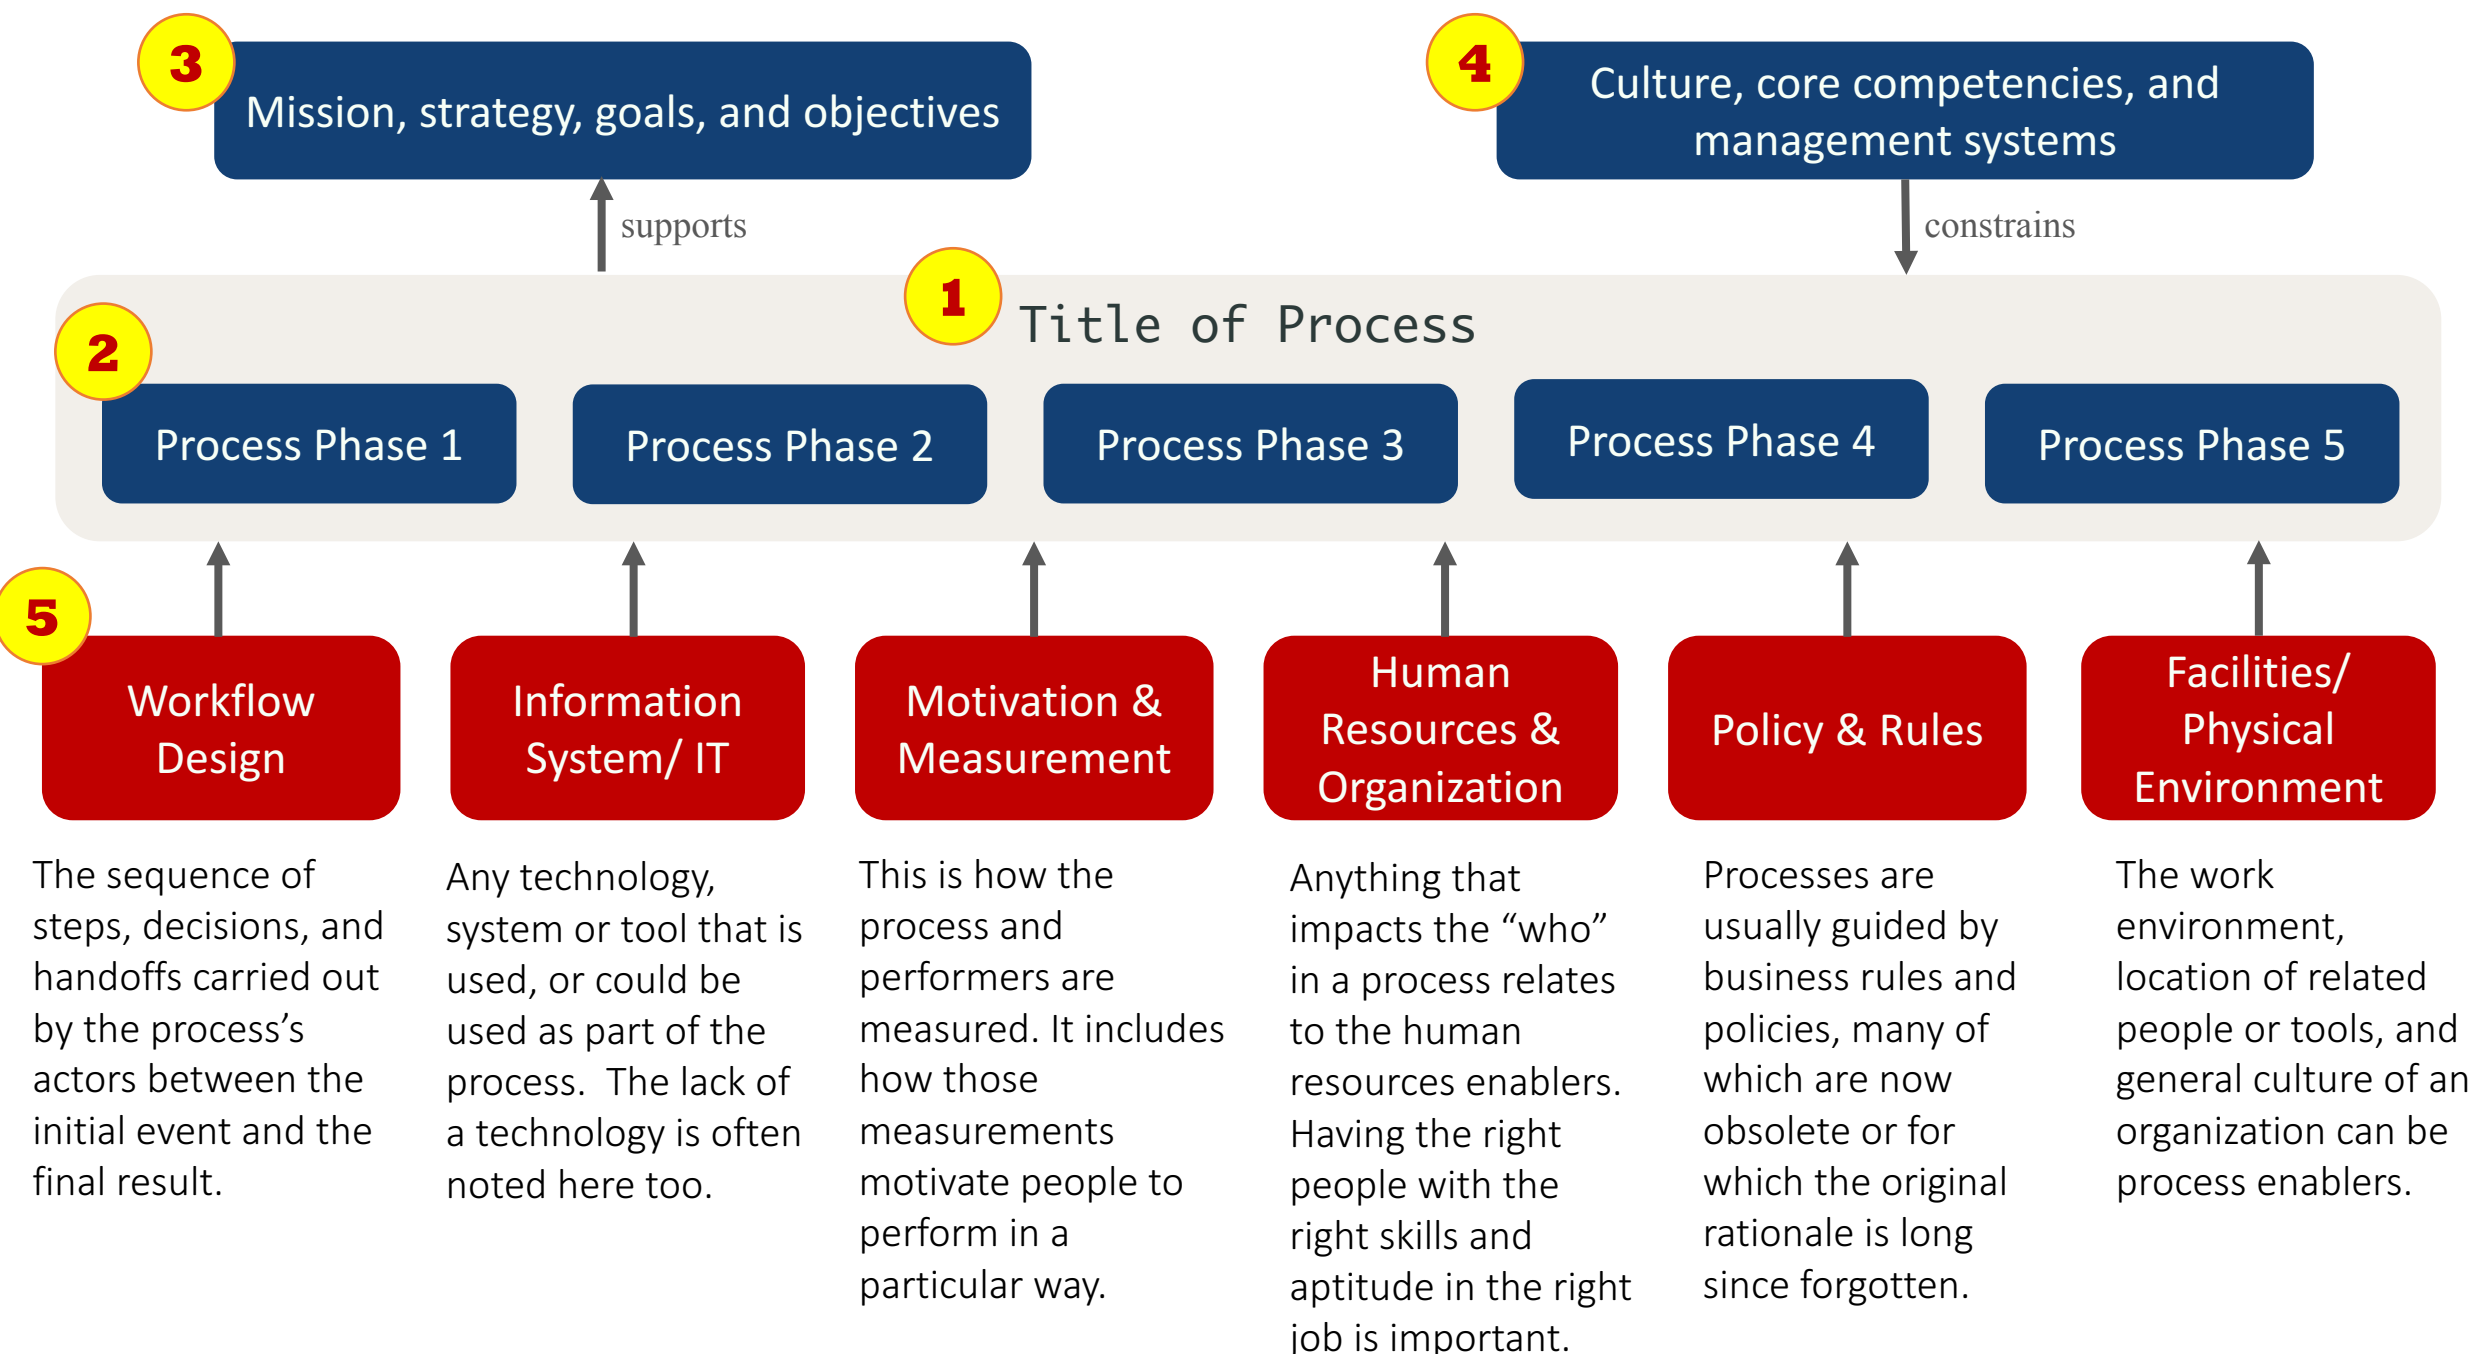 3
Mission, strategy, goals, and objectives
4
Culture, core competencies, and
management systems
supports
constrains
1
Title of Process
2
Process Phase 1
Process Phase 2
Process Phase 3
Process Phase 4
Process Phase 5
5
Workflow
Design
Information
System/ IT
Motivation &
Measurement
Human
Resources &
Organization
Policy & Rules
Facilities/
Physical
Environment
The sequence of
steps, decisions, and
handoffs carried out
by the process’s
actors between the
initial event and the
final result.
Any technology,
system or tool that is
used, or could be
used as part of the
process.  The lack of
a technology is often
noted here too.
This is how the
process and
performers are
measured. It includes
how those
measurements
motivate people to
perform in a
particular way.
Anything that
impacts the “who”
in a process relates
to the human
resources enablers.
Having the right
people with the
right skills and
aptitude in the right
job is important.
Processes are
usually guided by
business rules and
policies, many of
which are now
obsolete or for
which the original
rationale is long
since forgotten.
The work
environment,
location of related
people or tools, and
general culture of an
organization can be
process enablers.